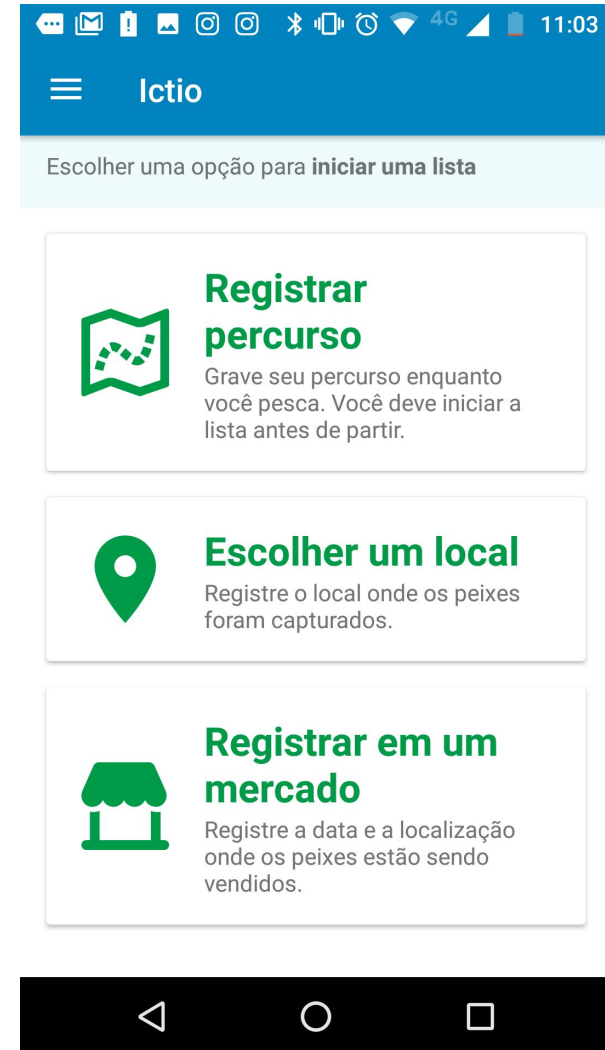 4G 11:03
Ictio
Escolher uma opção para iniciar uma lista
Registrar
percurso
Grave seu percurso enquanto
você pesca. Você deve iniciar a
lista antes de partir.
Escolher um local
Registre o local onde os peixes
foram capturados.
Registrar em um
mercado
Registre a data e a localização
onde os peixes estão sendo
vendidos.